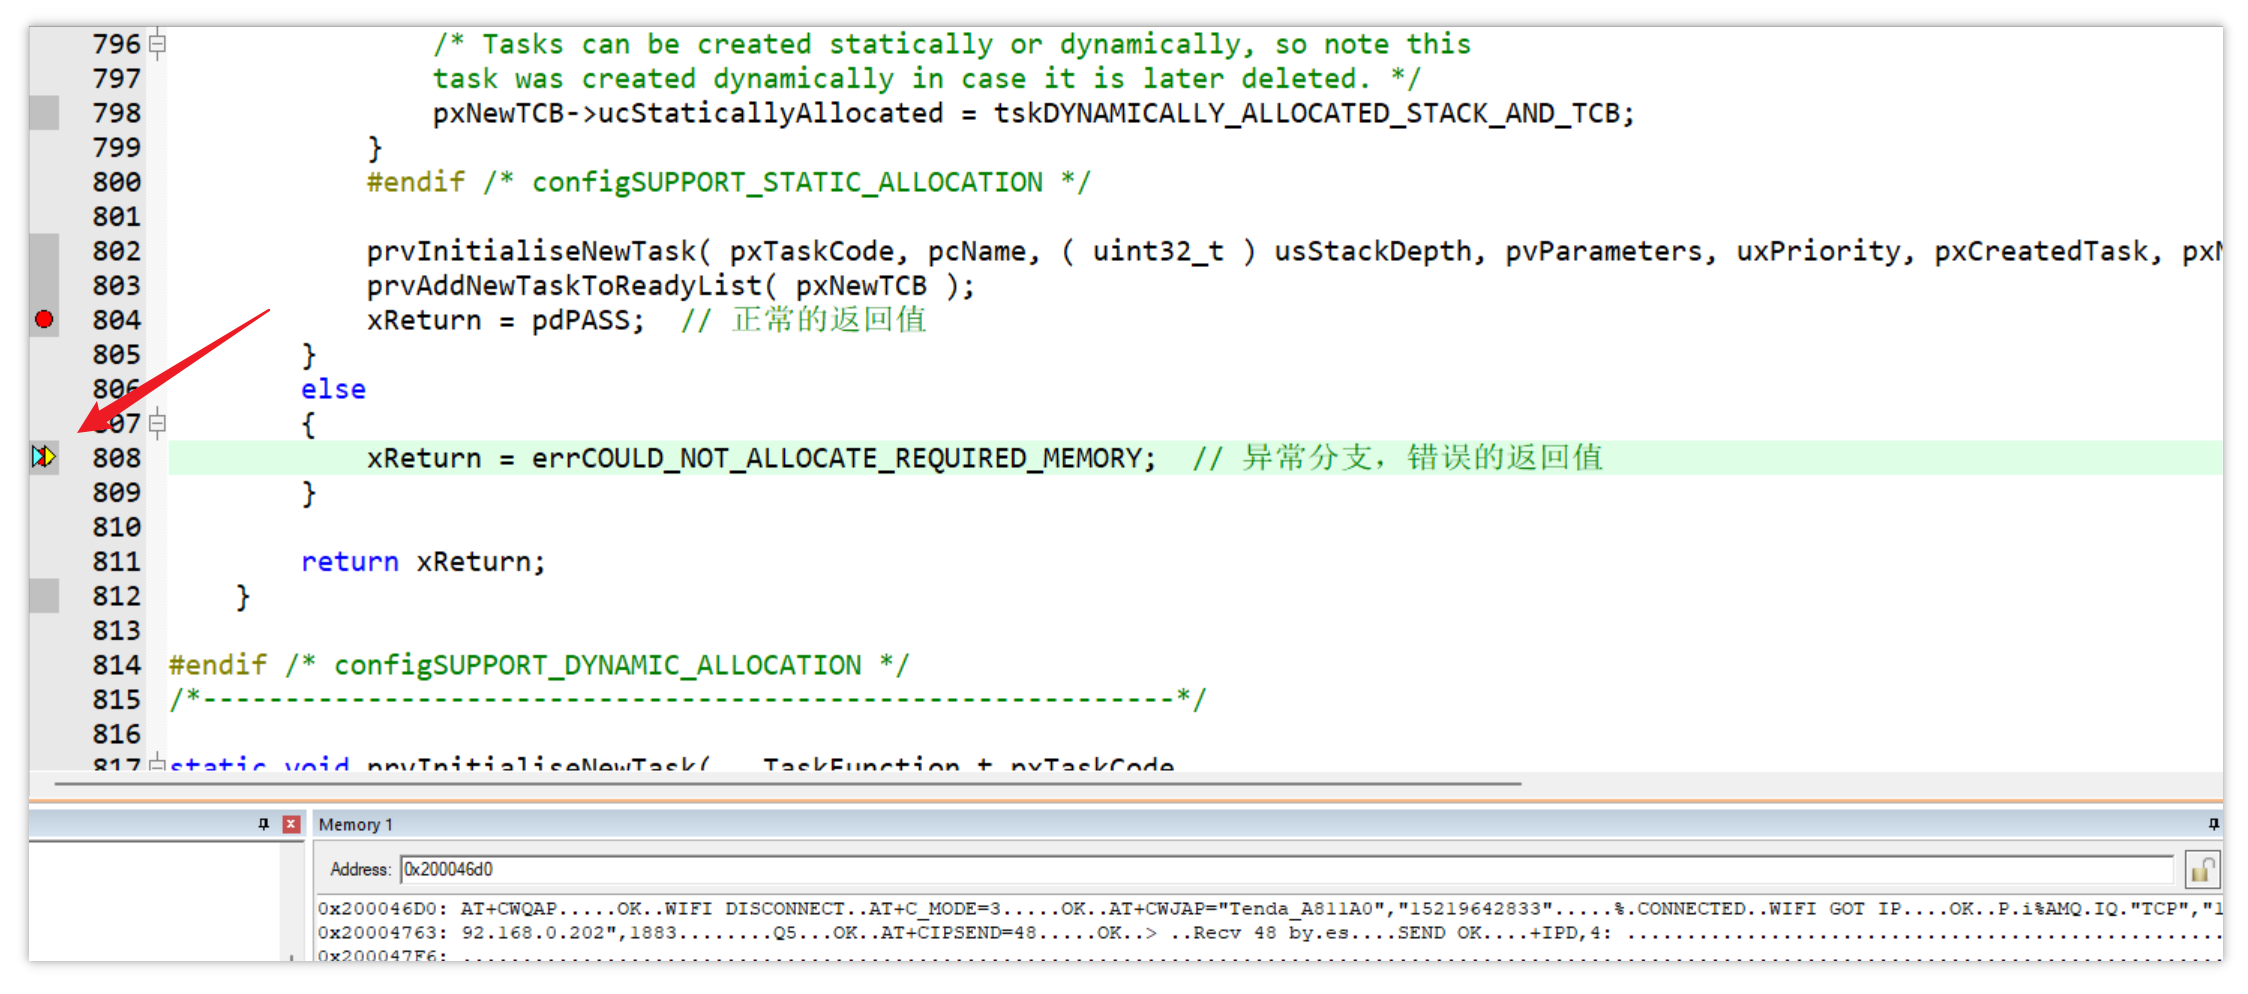 796 /* Tasks can be created statically or dynamically, so note this
797 task was created dynamically in case it is later deleted. */
798 pxNewTCB->ucStaticallyAllocated = tskDYNAMICALLY_ALLOCATED_STACK_AND_TCB;
799 }
800 #endif /* configSUPPORT_STATIC_ALLOCATION */
801
802 prvInitialiseNewTask( pxTaskCode, pcName, ( uint32_t ) usStackDepth, pvParameters, uxPriority, pxCreatedTask, pxN
803 prvAddNewTaskToReadyList( pxNewTCB );
804 xReturn = pdPASS;  // 正常的返回值
805 }
806 else
807 {
808 xReturn = errCOULD_NOT_ALLOCATE_REQUIRED_MEMORY;  // 异常分支，错误的返回值
809 }
810
811 return xReturn;
812 }
813
814 #endif /* configSUPPORT_DYNAMIC_ALLOCATION */
815 /*-----------------------------------------------------------*/
816
817 static void prvInitialiseNewTask( TaskFunction_t pxTaskCode
Memory 1
Address: 0x200046d0
0x200046D0: AT+CWQAP.....OK..WIFI DISCONNECT..AT+C_MODE=3.....OK..AT+CWJAP="Tenda_A811A0","15219642833".....%.CONNECTED..WIFI GOT IP....OK..P.i%AMQ.IQ."TCP","1
0x20004763: 92.168.0.202",1883........Q5...OK..AT+CIPSEND=48.....OK..> ..Recv 48 by.es....SEND OK....+IPD,4: ................................................
0x200047F6: